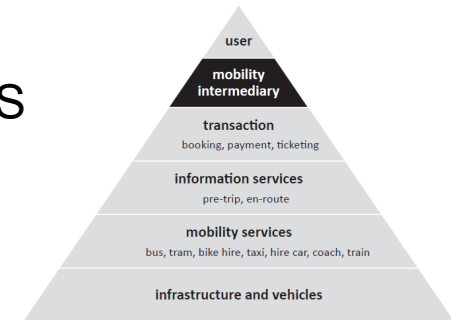 s
user
mobility
intermediary
transaction
booking, payment, ticketing
information services
pre-trip, en-route
mobility services
bus, tram, bike hire, taxi, hire car, coach, train
infrastructure and vehicles